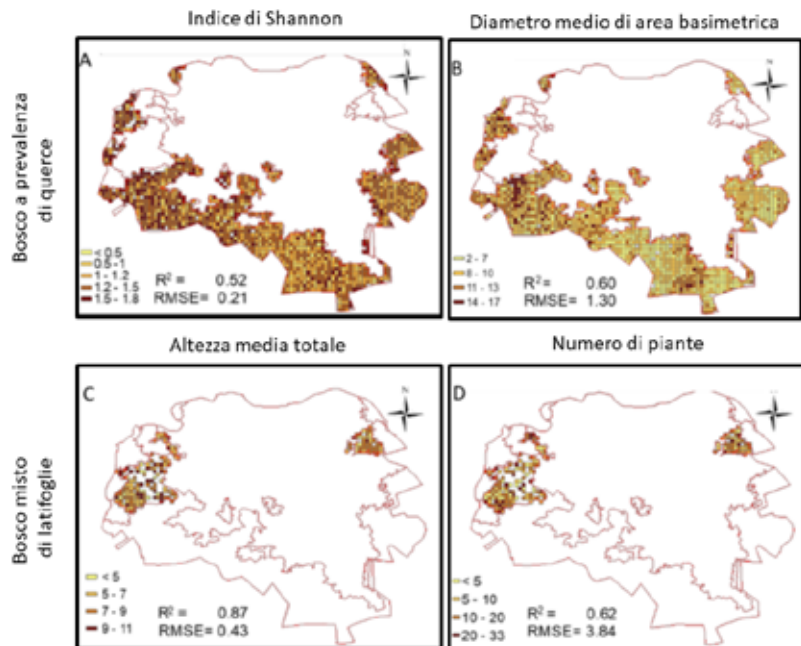 Indice di Shannon
Diametro medio di area basimetrica
Bosco a prevalenza
di querce
A
N
< 0.5
0.5 - 1
1 - 1.2
1.2 - 1.5
1.5 - 1.8
R² = 0.52
RMSE= 0.21
B
N
2 - 7
8 - 10
11 - 13
14 - 17
R² = 0.60
RMSE= 1.30
Altezza media totale
Numero di piante
Bosco misto
di latifoglie
C
N
< 5
5 - 7
7 - 9
9 - 11
R² = 0.87
RMSE= 0.43
D
< 5
5 - 10
10 - 20
20 - 33
R² = 0.62
RMSE= 3.84